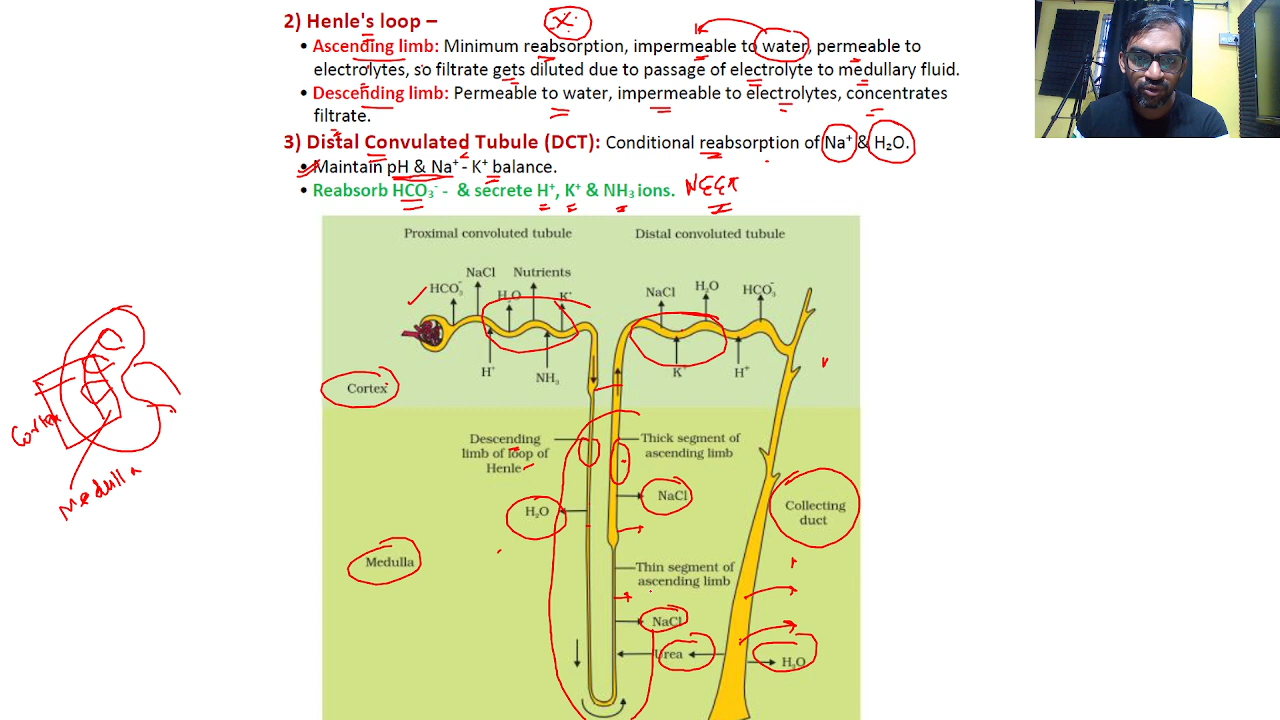 2) Henle's loop –
• Ascending limb: Minimum reabsorption, impermeable to water, permeable to
electrolytes, so filtrate gets diluted due to passage of electrolyte to medullary fluid.
• Descending limb: Permeable to water, impermeable to electrolytes, concentrates
filtrate.
3) Distal Convulated Tubule (DCT): Conditional reabsorption of Na⁺ & H₂O.
• Maintain pH & Na⁺ - K⁺ balance.
• Reabsorb HCO₃⁻ - & secrete H⁺, K⁺ & NH₃ ions. NEET
Proximal convoluted tubule
Distal convoluted tubule
NaCl Nutrients
HCO₃⁻ H₂O K⁺
NaCl H₂O HCO₃⁻
H⁺ NH₃
K⁺ H⁺
Cortex
Cortex
Descending
limb of loop of
Henle
Thick segment of
ascending limb
Medulla
NaCl
H₂O
Collecting
duct
Medulla
Thin segment of
ascending limb
NaCl
Urea
H₂O